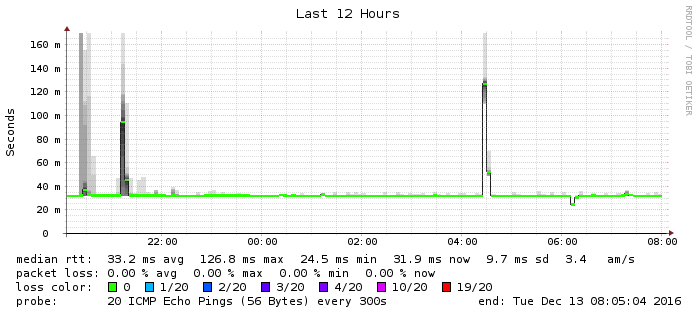 Last 12 Hours
RRDTOOL / TOBI OETIKER
Seconds
160 m
140 m
120 m
100 m
80 m
60 m
40 m
20 m
0
22:00 00:00 02:00 04:00 06:00 08:00
median rtt: 33.2 ms avg 126.8 ms max 24.5 ms min 31.9 ms now 9.7 ms sd 3.4 am/s
packet loss: 0.00 % avg 0.00 % max 0.00 % min 0.00 % now
loss color: 0 1/20 2/20 3/20 4/20 10/20 19/20
probe: 20 ICMP Echo Pings (56 Bytes) every 300s end: Tue Dec 13 08:05:04 2016